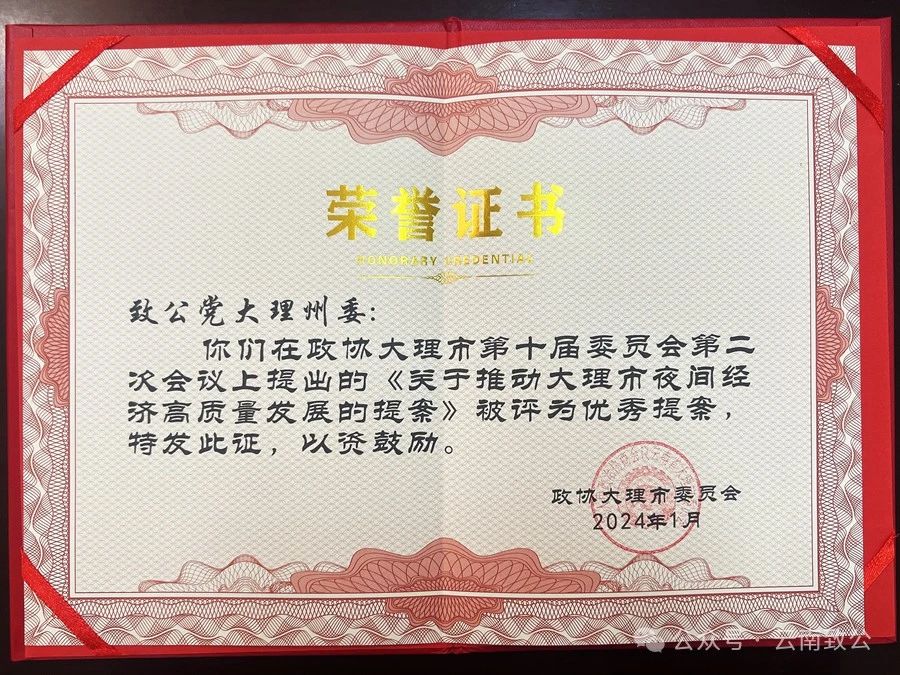 荣誉证书
HONORARY CREDENTIAL
致公党大理州委:
你们在政协大理市第十届委员会第二
次会议上提出的《关于推动大理市夜间经
济高质量发展的提案》被评为优秀提案，
特发此证，以资鼓励。
政协大理市委员会
2024年1月
公众号·云南致公